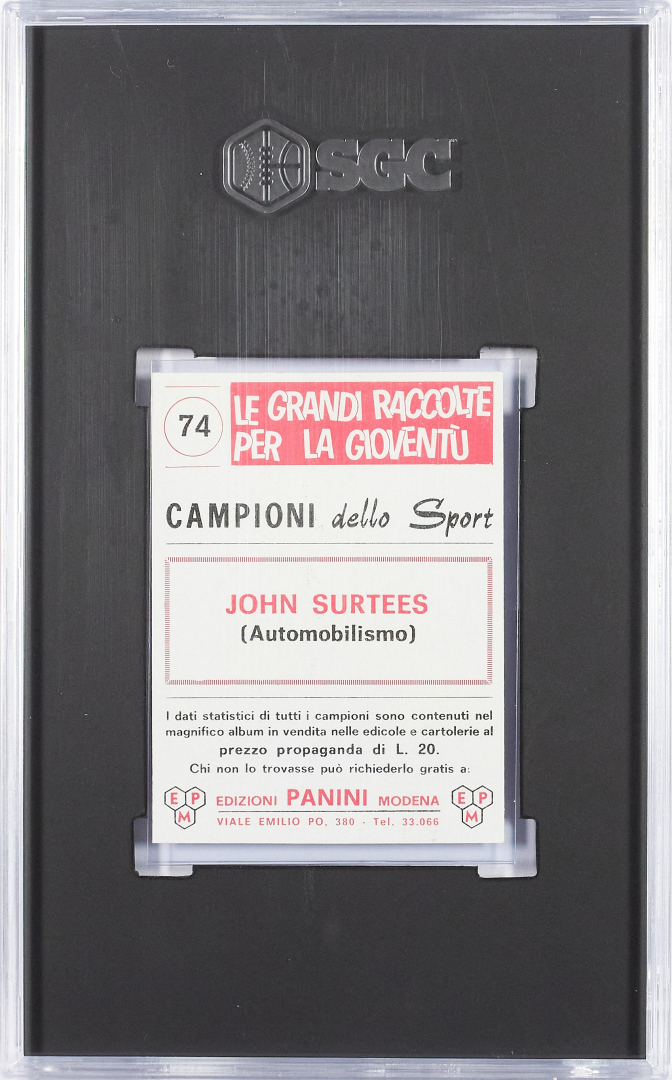 SGC
74
LE GRANDI RACCOLTE
PER LA GIOVENTÙ
CAMPIONI dello Sport
JOHN SURTEES
(Automobilismo)
I dati statistici di tutti i campioni sono contenuti nel
magnifico album in vendita nelle edicole e cartolerie al
prezzo propaganda di L. 20.
Chi non lo trovasse può richiederlo gratis a:
E P M EDIZIONI PANINI MODENA E P M
VIALE EMILIO PO, 380 - Tel. 33.066